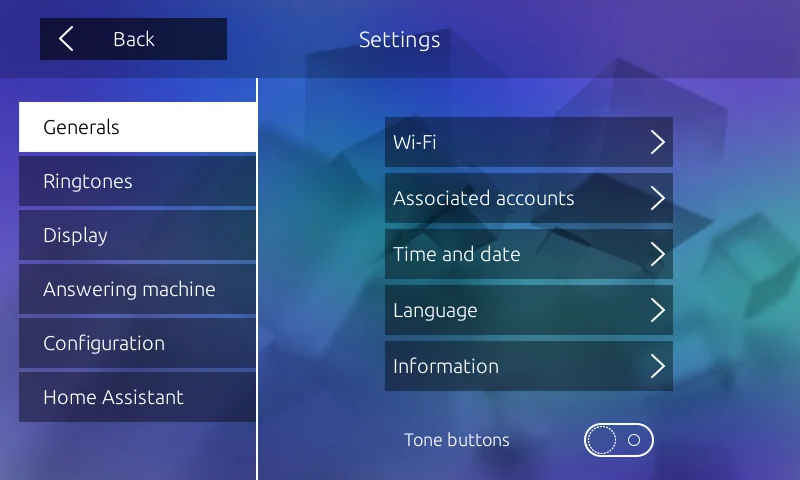 Back
Settings
Generals
Ringtones
Display
Answering machine
Configuration
Home Assistant
Wi-Fi
Associated accounts
Time and date
Language
Information
Tone buttons